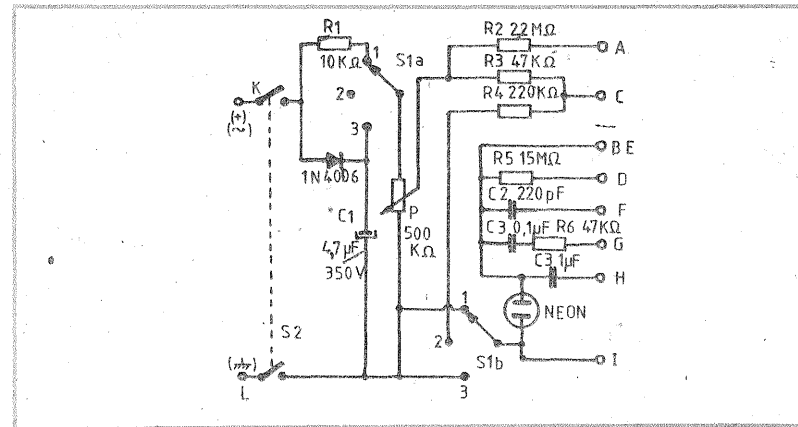 R1
10KΩ
1
S1a
2
3
K
(+)
(~)
1N4006
C1
4,7µF
350V
P
500
KΩ
S2
L
1
2
3
S1b
R2 22MΩ
A
R3 47KΩ
R4 220KΩ
C
B E
R5 15MΩ
D
C2 220pF
F
C3 0,1µF R6 47KΩ
G
C3 1µF
H
NEON
I